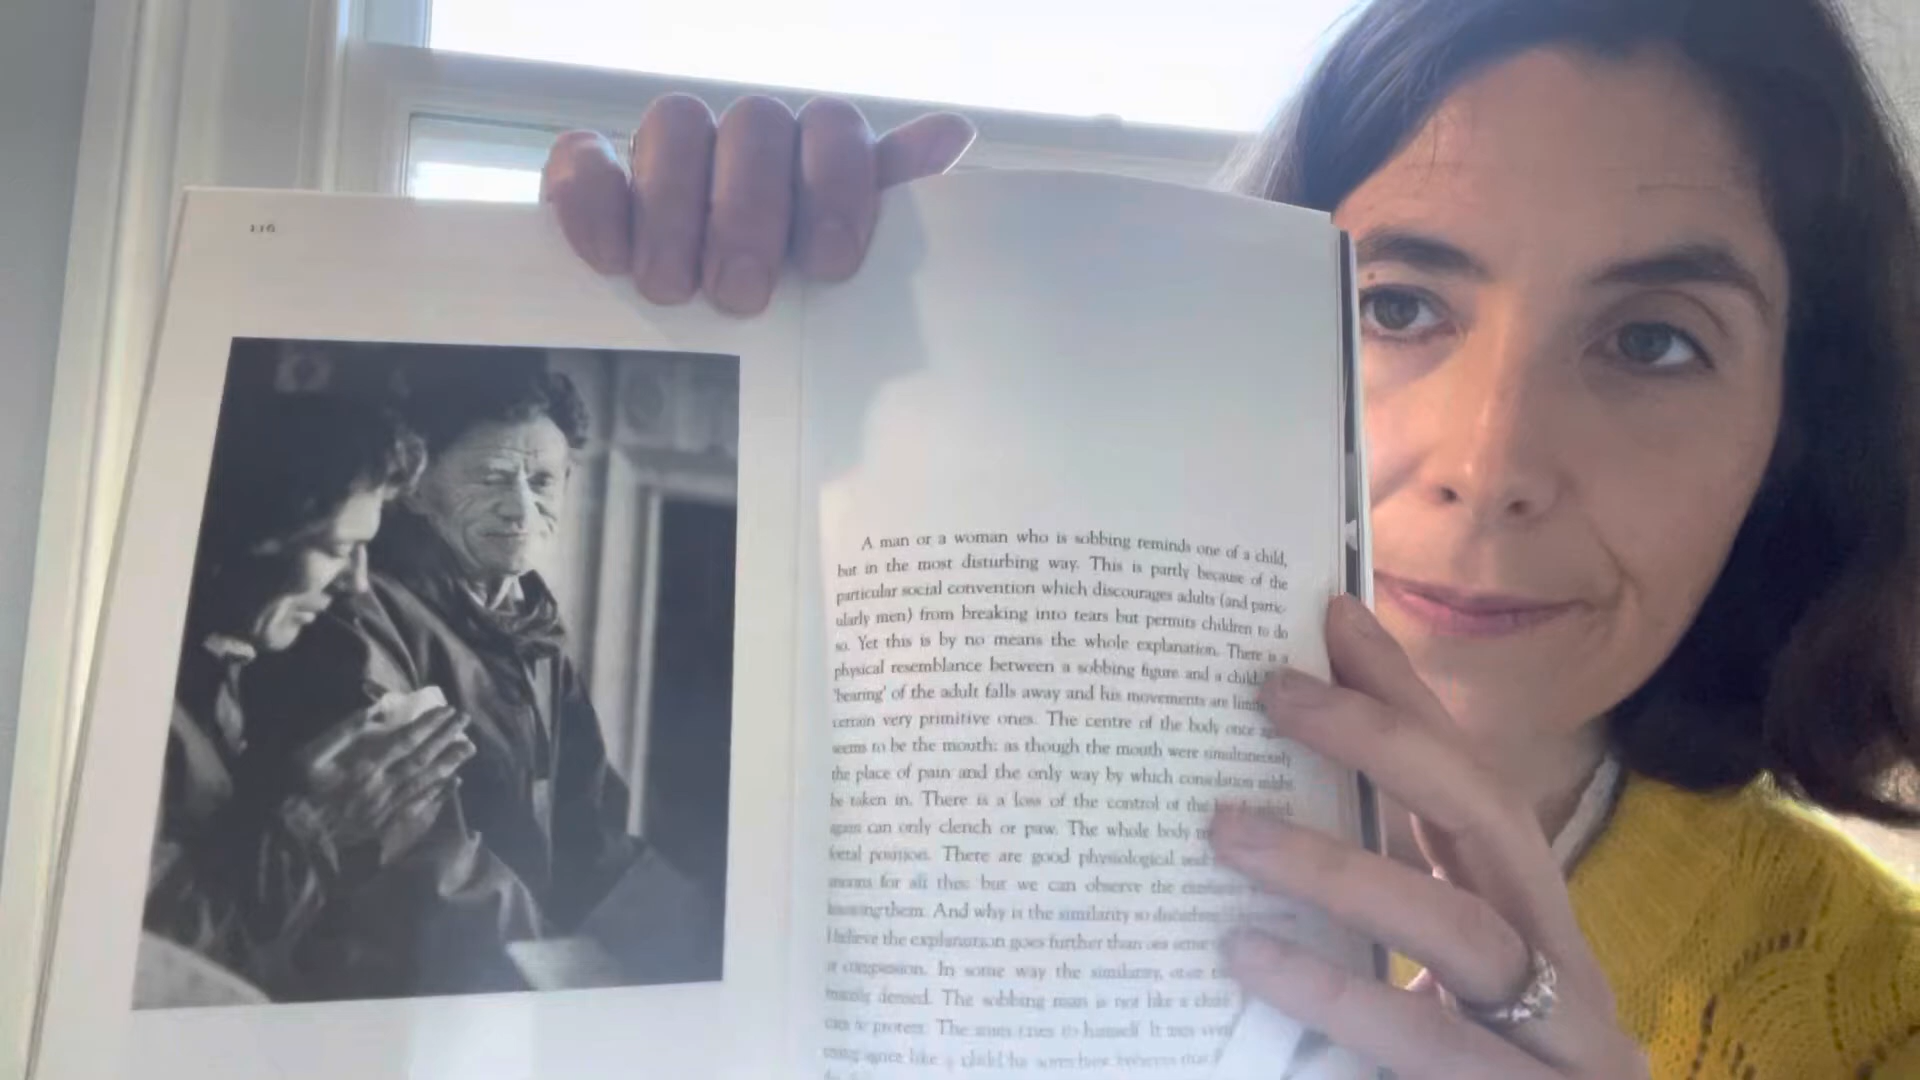 116
A man or a woman who is sobbing reminds one of a child,
but in the most disturbing way. This is partly because of the
particular social convention which discourages adults (and partic-
ularly men) from breaking into tears but permits children to do
so. Yet this is by no means the whole explanation. There is a
physical resemblance between a sobbing figure and a child.
'bearing' of the adult falls away and his movements are
certain very primitive ones. The centre of the body once
seems to be the mouth: as though the mouth were simultaneously
the place of pain and the only way by which consolation might
be taken in. There is a loss of the control of the
again can only clench or paw. The whole body
foetal position. There are good physiological
for all this: but we can observe the
them. And why is the similarity so
I believe the explanation goes further than
In some way the similarity,
denied. The sobbing man is not like a child.
to protest. The man cries to himself. It
like a child he